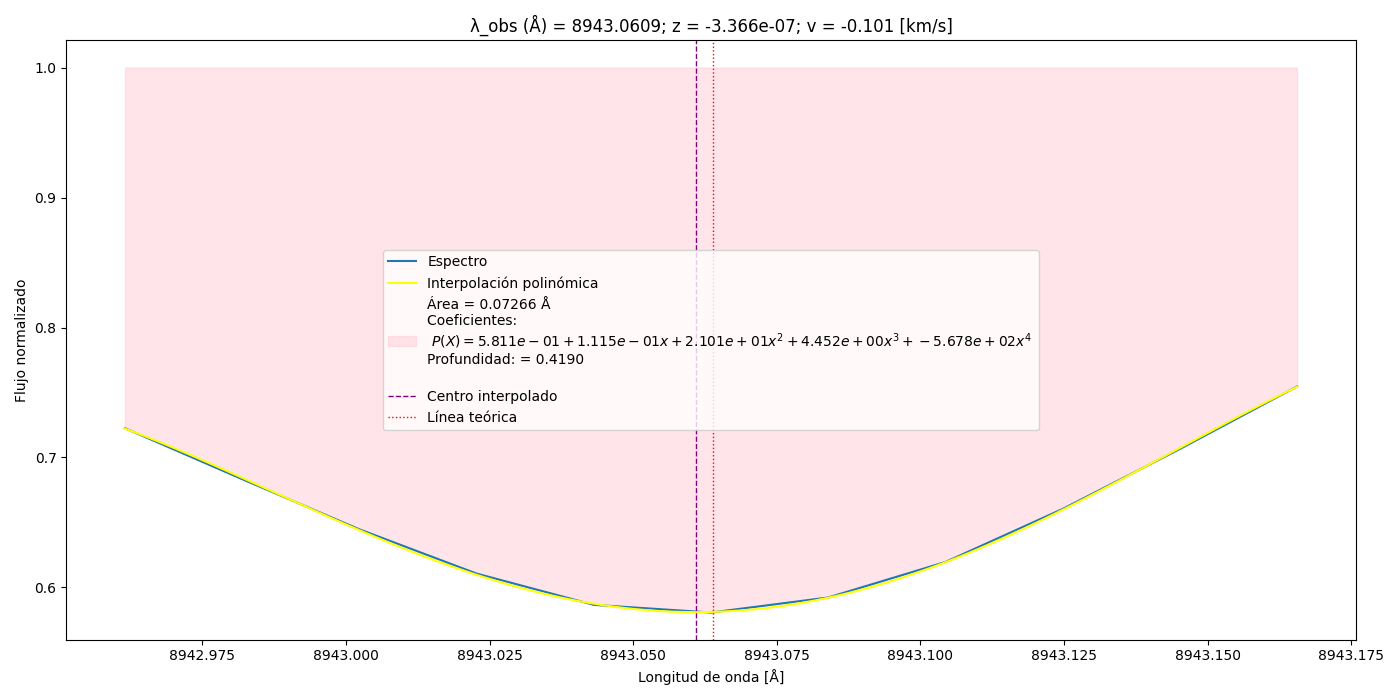 λ_obs (Å) = 8943.0609; z = -3.366e-07; v = -0.101 [km/s]
Flujo normalizado
1.0
0.9
0.8
0.7
0.6
Espectro
Interpolación polinómica
Área = 0.07266 Å
Coeficientes:
P(X) = 5.811e − 01 + 1.115e − 01x + 2.101e + 01x² + 4.452e + 00x³ + −5.678e + 02x⁴
Profundidad: = 0.4190
Centro interpolado
Línea teórica
8942.975 8943.000 8943.025 8943.050 8943.075 8943.100 8943.125 8943.150 8943.175
Longitud de onda [Å]